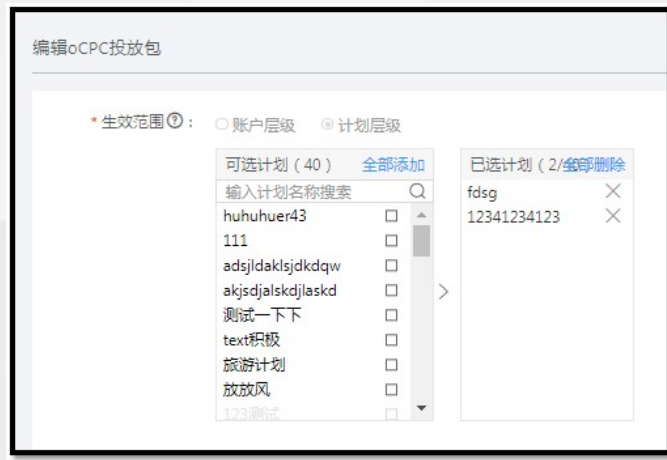 编辑oCPC投放包
*生效范围?：
账户层级 计划层级
可选计划（40） 全部添加
输入计划名称搜索
huhuhuer43
111
adsjldaklsjdkdqw
akjsdjalskdjlaskd
测试一下下
text积极
旅游计划
放放风
123测试
已选计划（2/ 全部删除
fdsg
12341234123